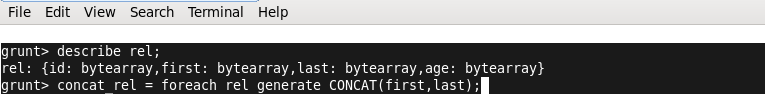 File Edit View Search Terminal Help
grunt> describe rel;
rel: {id: bytearray,first: bytearray,last: bytearray,age: bytearray}
grunt> concat_rel = foreach rel generate CONCAT(first,last);